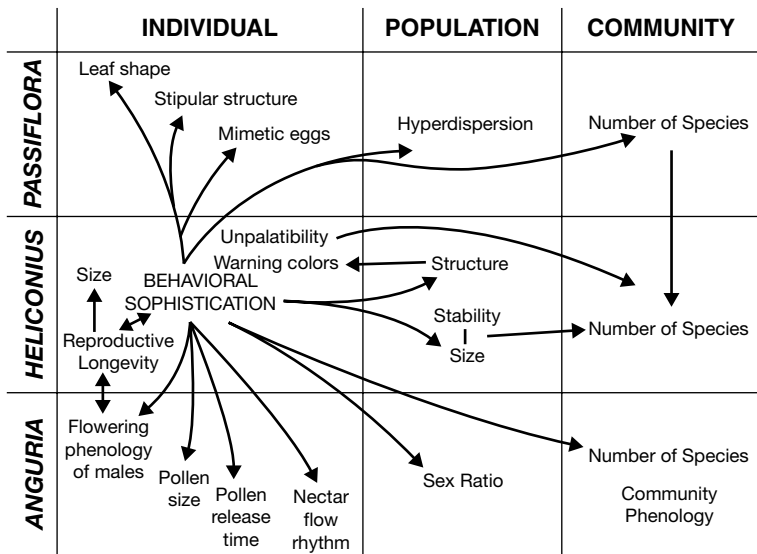 INDIVIDUAL
POPULATION
COMMUNITY
PASSIFLORA
Leaf shape
Stipular structure
Mimetic eggs
Hyperdispersion
Number of Species
HELICONIUS
Unpalatibility
Warning colors
Structure
Size
BEHAVIORAL
SOPHISTICATION
Stability
Size
Number of Species
Reproductive
Longevity
ANGURIA
Flowering
phenology
of males
Pollen
size
Pollen
release
time
Nectar
flow
rhythm
Sex Ratio
Number of Species
Community
Phenology